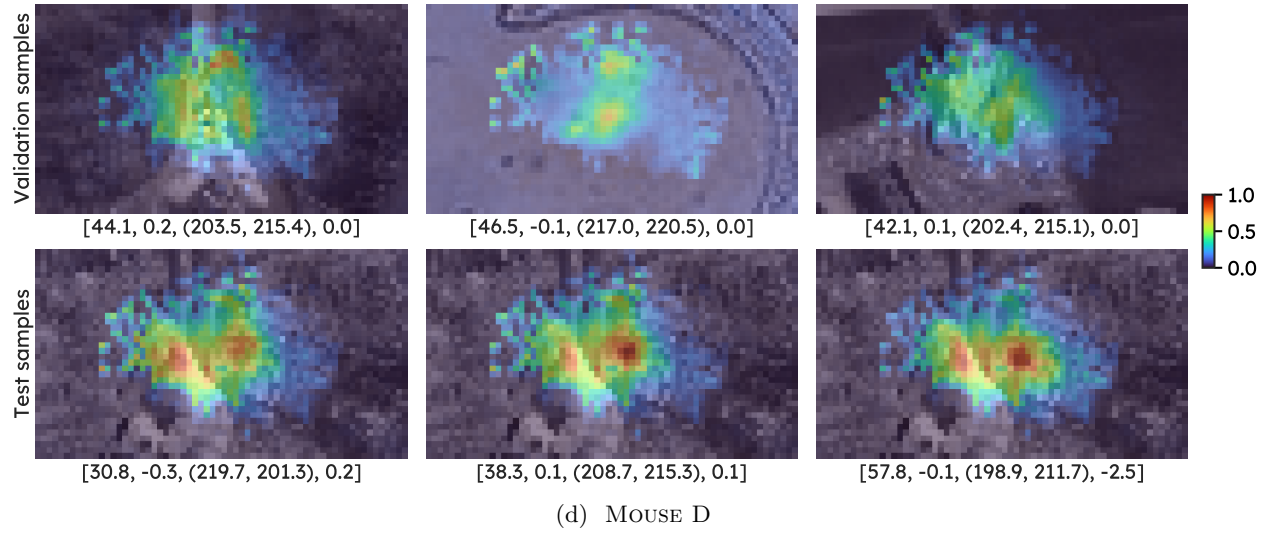 Validation samples
[44.1, 0.2, (203.5, 215.4), 0.0]
[46.5, -0.1, (217.0, 220.5), 0.0]
[42.1, 0.1, (202.4, 215.1), 0.0]
1.0
0.5
0.0
Test samples
[30.8, -0.3, (219.7, 201.3), 0.2]
[38.3, 0.1, (208.7, 215.3), 0.1]
[57.8, -0.1, (198.9, 211.7), -2.5]
(d) Mouse D